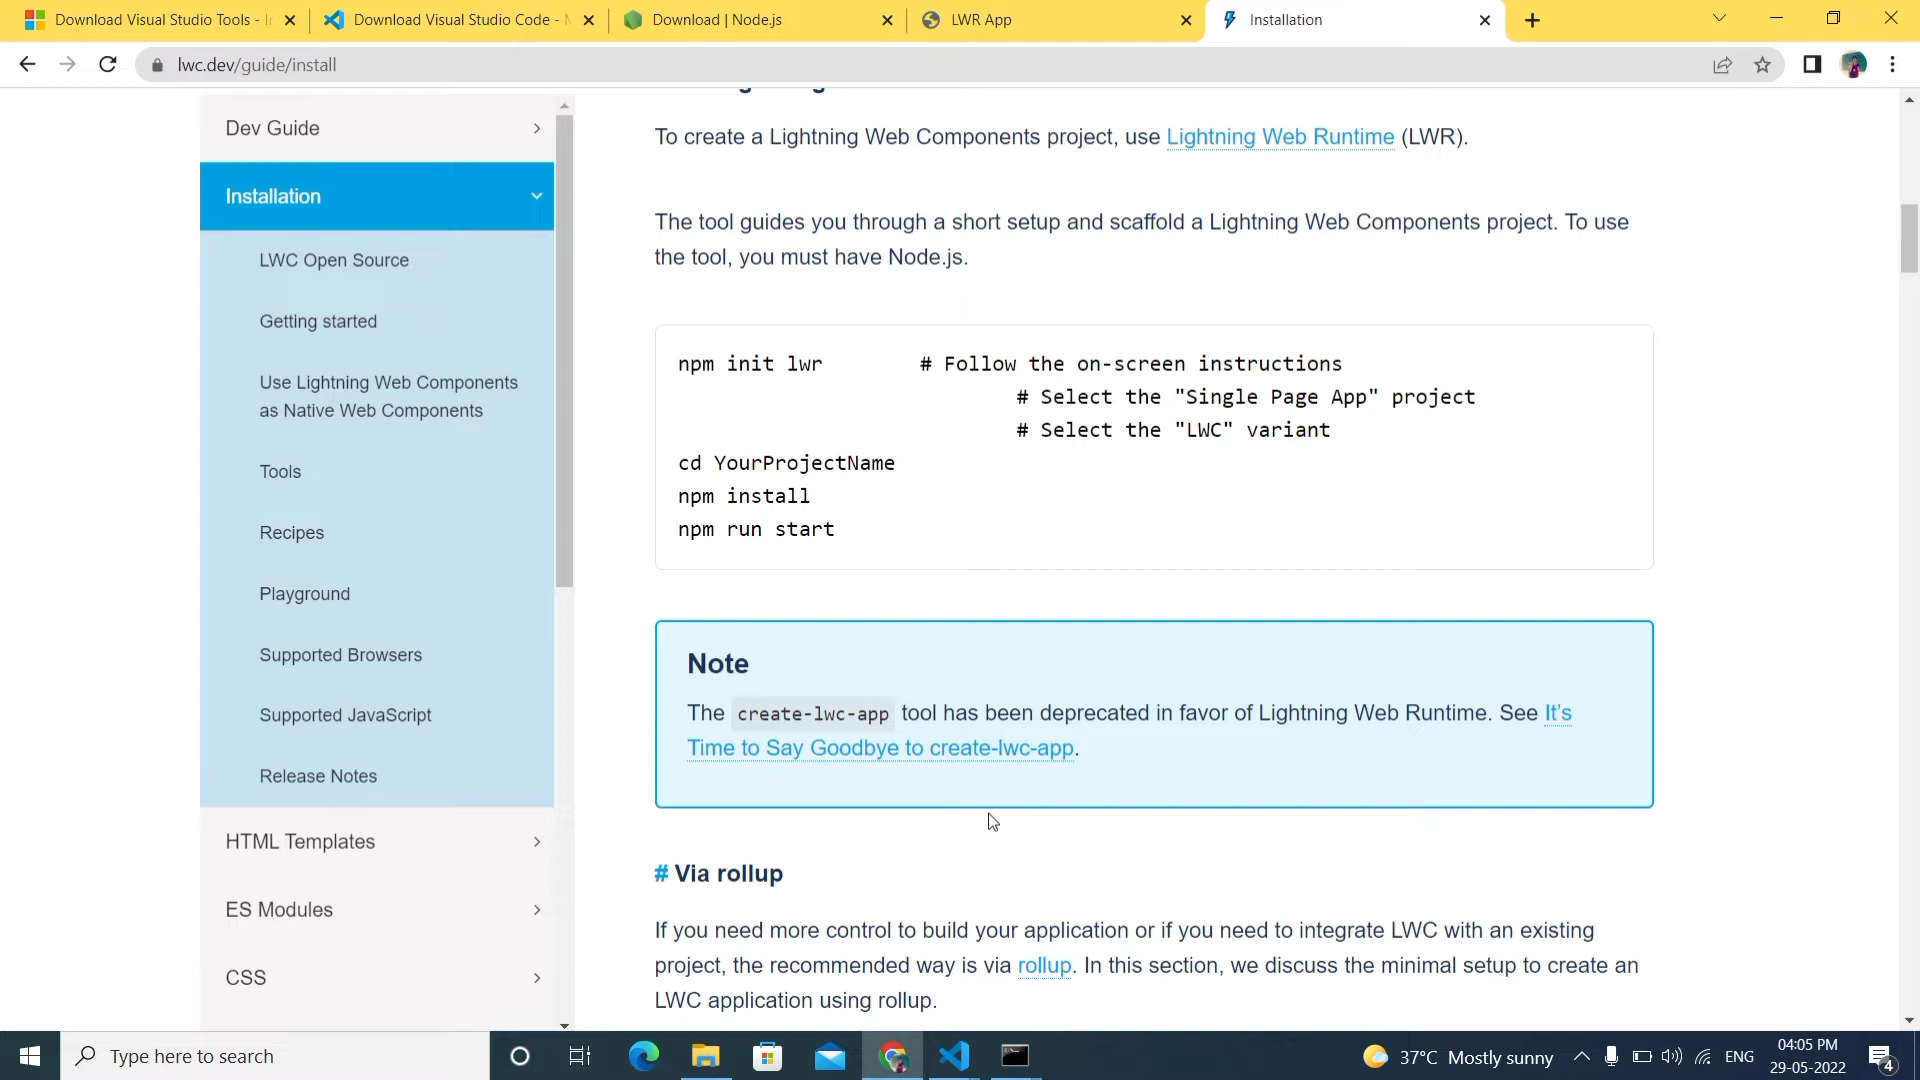 Download Visual Studio Tools - I
Download Visual Studio Code -
Download | Node.js
LWR App
Installation
lwc.dev/guide/install
Dev Guide
Installation
LWC Open Source
Getting started
Use Lightning Web Components
as Native Web Components
Tools
Recipes
Playground
Supported Browsers
Supported JavaScript
Release Notes
HTML Templates
ES Modules
CSS
To create a Lightning Web Components project, use Lightning Web Runtime (LWR).
The tool guides you through a short setup and scaffold a Lightning Web Components project. To use
the tool, you must have Node.js.
npm init lwr # Follow the on-screen instructions
# Select the "Single Page App" project
# Select the "LWC" variant
cd YourProjectName
npm install
npm run start
Note
The create-lwc-app tool has been deprecated in favor of Lightning Web Runtime. See It's
Time to Say Goodbye to create-lwc-app.
# Via rollup
If you need more control to build your application or if you need to integrate LWC with an existing
project, the recommended way is via rollup. In this section, we discuss the minimal setup to create an
LWC application using rollup.
Type here to search
37°C Mostly sunny
ENG
04:05 PM
29-05-2022
4